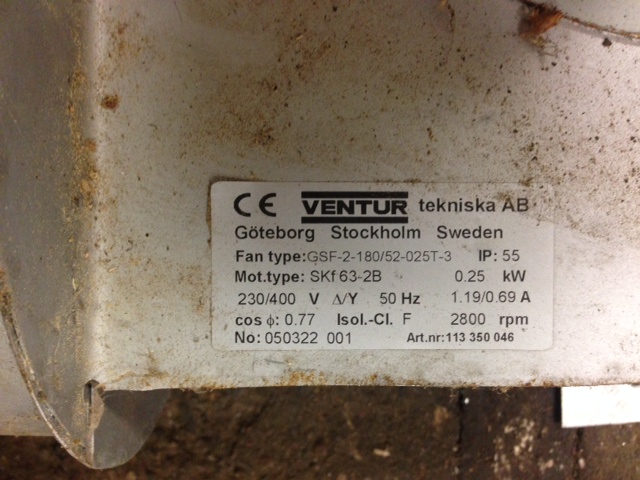 CE VENTUR tekniska AB
Göteborg Stockholm Sweden
Fan type:GSF-2-180/52-025T-3 IP: 55
Mot.type: SKf 63-2B 0.25 kW
230/400 V Δ/Y 50 Hz 1.19/0.69 A
cos ϕ: 0.77 Isol.-Cl. F 2800 rpm
No: 050322 001 Art.nr:113 350 046